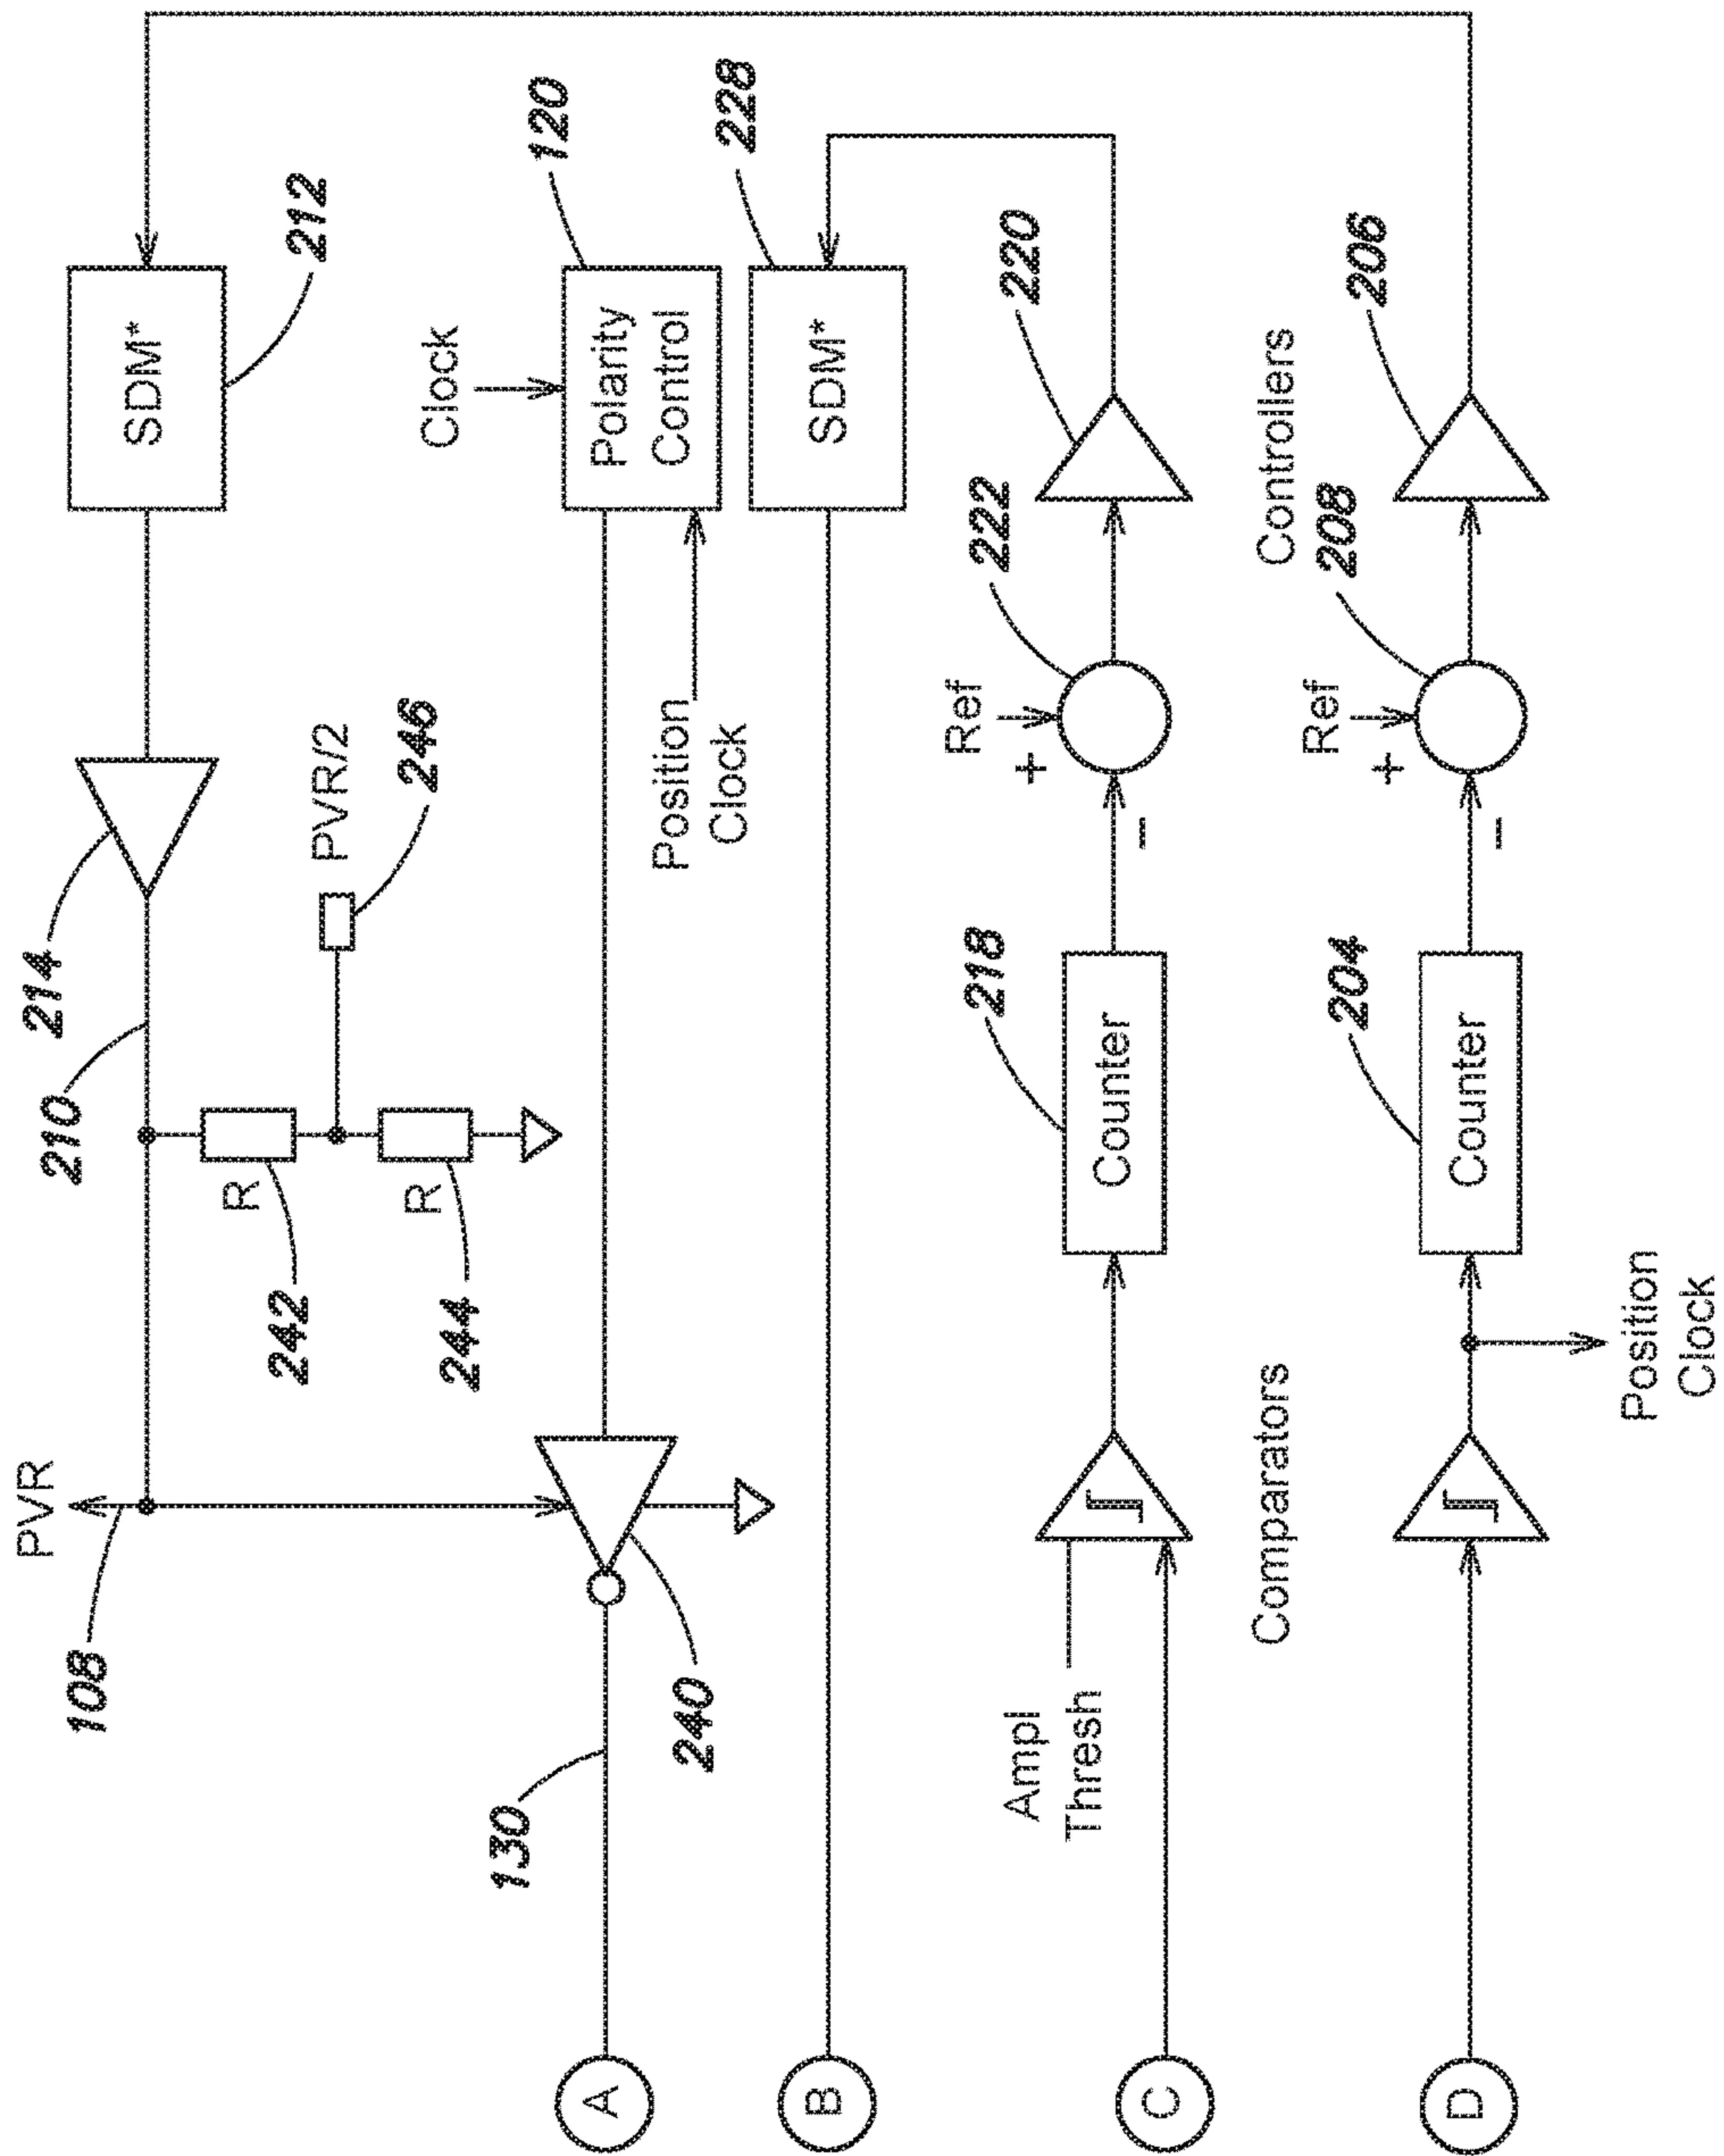 PVR
108
210
214
SDM*
212
R
242
R
244
PVR/2
246
Clock
Polarity
Control
120
Position
Clock
A
130
240
B
SDM*
228
C
Ampl
Thresh
Counter
218
Ref
+
−
222
220
Comparators
Controllers
D
Position
Clock
Counter
204
Ref
+
−
208
206